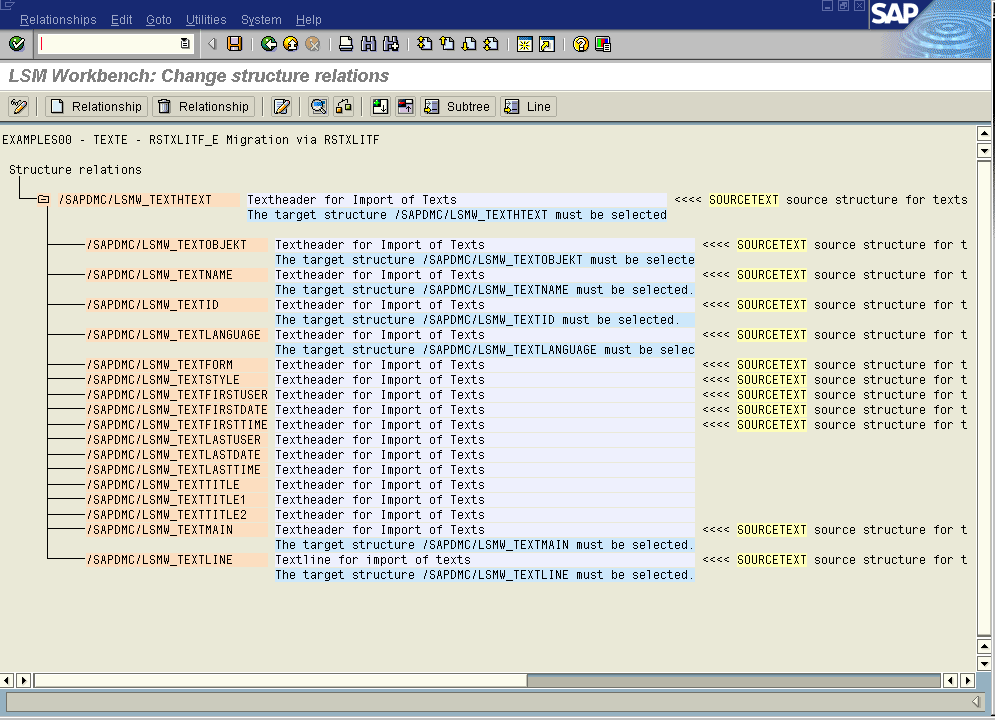 Relationships Edit Goto Utilities System Help
SAP
LSM Workbench: Change structure relations
Relationship Relationship Subtree Line
EXAMPLES00 - TEXTE - RSTXLITF_E Migration via RSTXLITF
Structure relations
/SAPDMC/LSMW_TEXTHTEXT Textheader for Import of Texts <<<< SOURCETEXT source structure for texts
The target structure /SAPDMC/LSMW_TEXTHTEXT must be selected
/SAPDMC/LSMW_TEXTOBJEKT Textheader for Import of Texts <<<< SOURCETEXT source structure for t
The target structure /SAPDMC/LSMW_TEXTOBJEKT must be selecte
/SAPDMC/LSMW_TEXTNAME Textheader for Import of Texts <<<< SOURCETEXT source structure for t
The target structure /SAPDMC/LSMW_TEXTNAME must be selected.
/SAPDMC/LSMW_TEXTID Textheader for Import of Texts <<<< SOURCETEXT source structure for t
The target structure /SAPDMC/LSMW_TEXTID must be selected.
/SAPDMC/LSMW_TEXTLANGUAGE Textheader for Import of Texts <<<< SOURCETEXT source structure for t
The target structure /SAPDMC/LSMW_TEXTLANGUAGE must be selec
/SAPDMC/LSMW_TEXTFORM Textheader for Import of Texts <<<< SOURCETEXT source structure for t
/SAPDMC/LSMW_TEXTSTYLE Textheader for Import of Texts <<<< SOURCETEXT source structure for t
/SAPDMC/LSMW_TEXTFIRSTUSER Textheader for Import of Texts <<<< SOURCETEXT source structure for t
/SAPDMC/LSMW_TEXTFIRSTDATE Textheader for Import of Texts <<<< SOURCETEXT source structure for t
/SAPDMC/LSMW_TEXTFIRSTTIME Textheader for Import of Texts <<<< SOURCETEXT source structure for t
/SAPDMC/LSMW_TEXTLASTUSER Textheader for Import of Texts
/SAPDMC/LSMW_TEXTLASTDATE Textheader for Import of Texts
/SAPDMC/LSMW_TEXTLASTTIME Textheader for Import of Texts
/SAPDMC/LSMW_TEXTTITLE Textheader for Import of Texts
/SAPDMC/LSMW_TEXTTITLE1 Textheader for Import of Texts
/SAPDMC/LSMW_TEXTTITLE2 Textheader for Import of Texts
/SAPDMC/LSMW_TEXTMAIN Textheader for Import of Texts <<<< SOURCETEXT source structure for t
The target structure /SAPDMC/LSMW_TEXTMAIN must be selected.
/SAPDMC/LSMW_TEXTLINE Textline for import of texts <<<< SOURCETEXT source structure for t
The target structure /SAPDMC/LSMW_TEXTLINE must be selected.